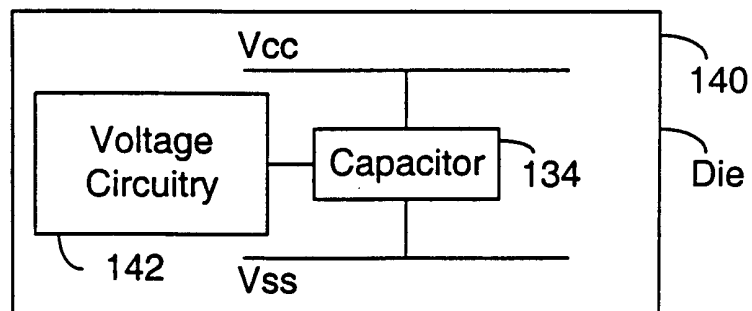 Vcc
140
Voltage
Circuitry
Capacitor
134
Die
142
Vss